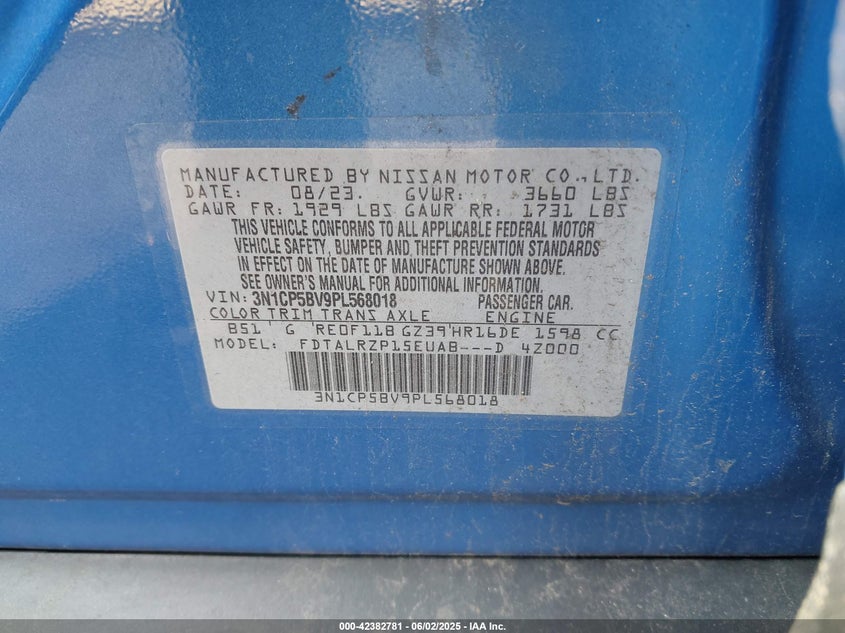 MANUFACTURED BY NISSAN MOTOR CO., LTD.
DATE: 08/23. GVWR: 3660 LBS
GAWR FR: 1929 LBS GAWR RR: 1731 LBS
THIS VEHICLE CONFORMS TO ALL APPLICABLE FEDERAL MOTOR
VEHICLE SAFETY, BUMPER AND THEFT PREVENTION STANDARDS
IN EFFECT ON THE DATE OF MANUFACTURE SHOWN ABOVE.
SEE OWNER'S MANUAL FOR ADDITIONAL INFORMATION.
VIN: 3N1CP5BV9PL568018 PASSENGER CAR.
COLOR TRIM TRANS AXLE ENGINE
B51 G RE0F11B GZ39 HR16DE 1598 CC
MODEL: FDTALRZP15EUAB---D 4Z000
3N1CP5BV9PL568018
000-42382781 - 06/02/2025 - IAA Inc.